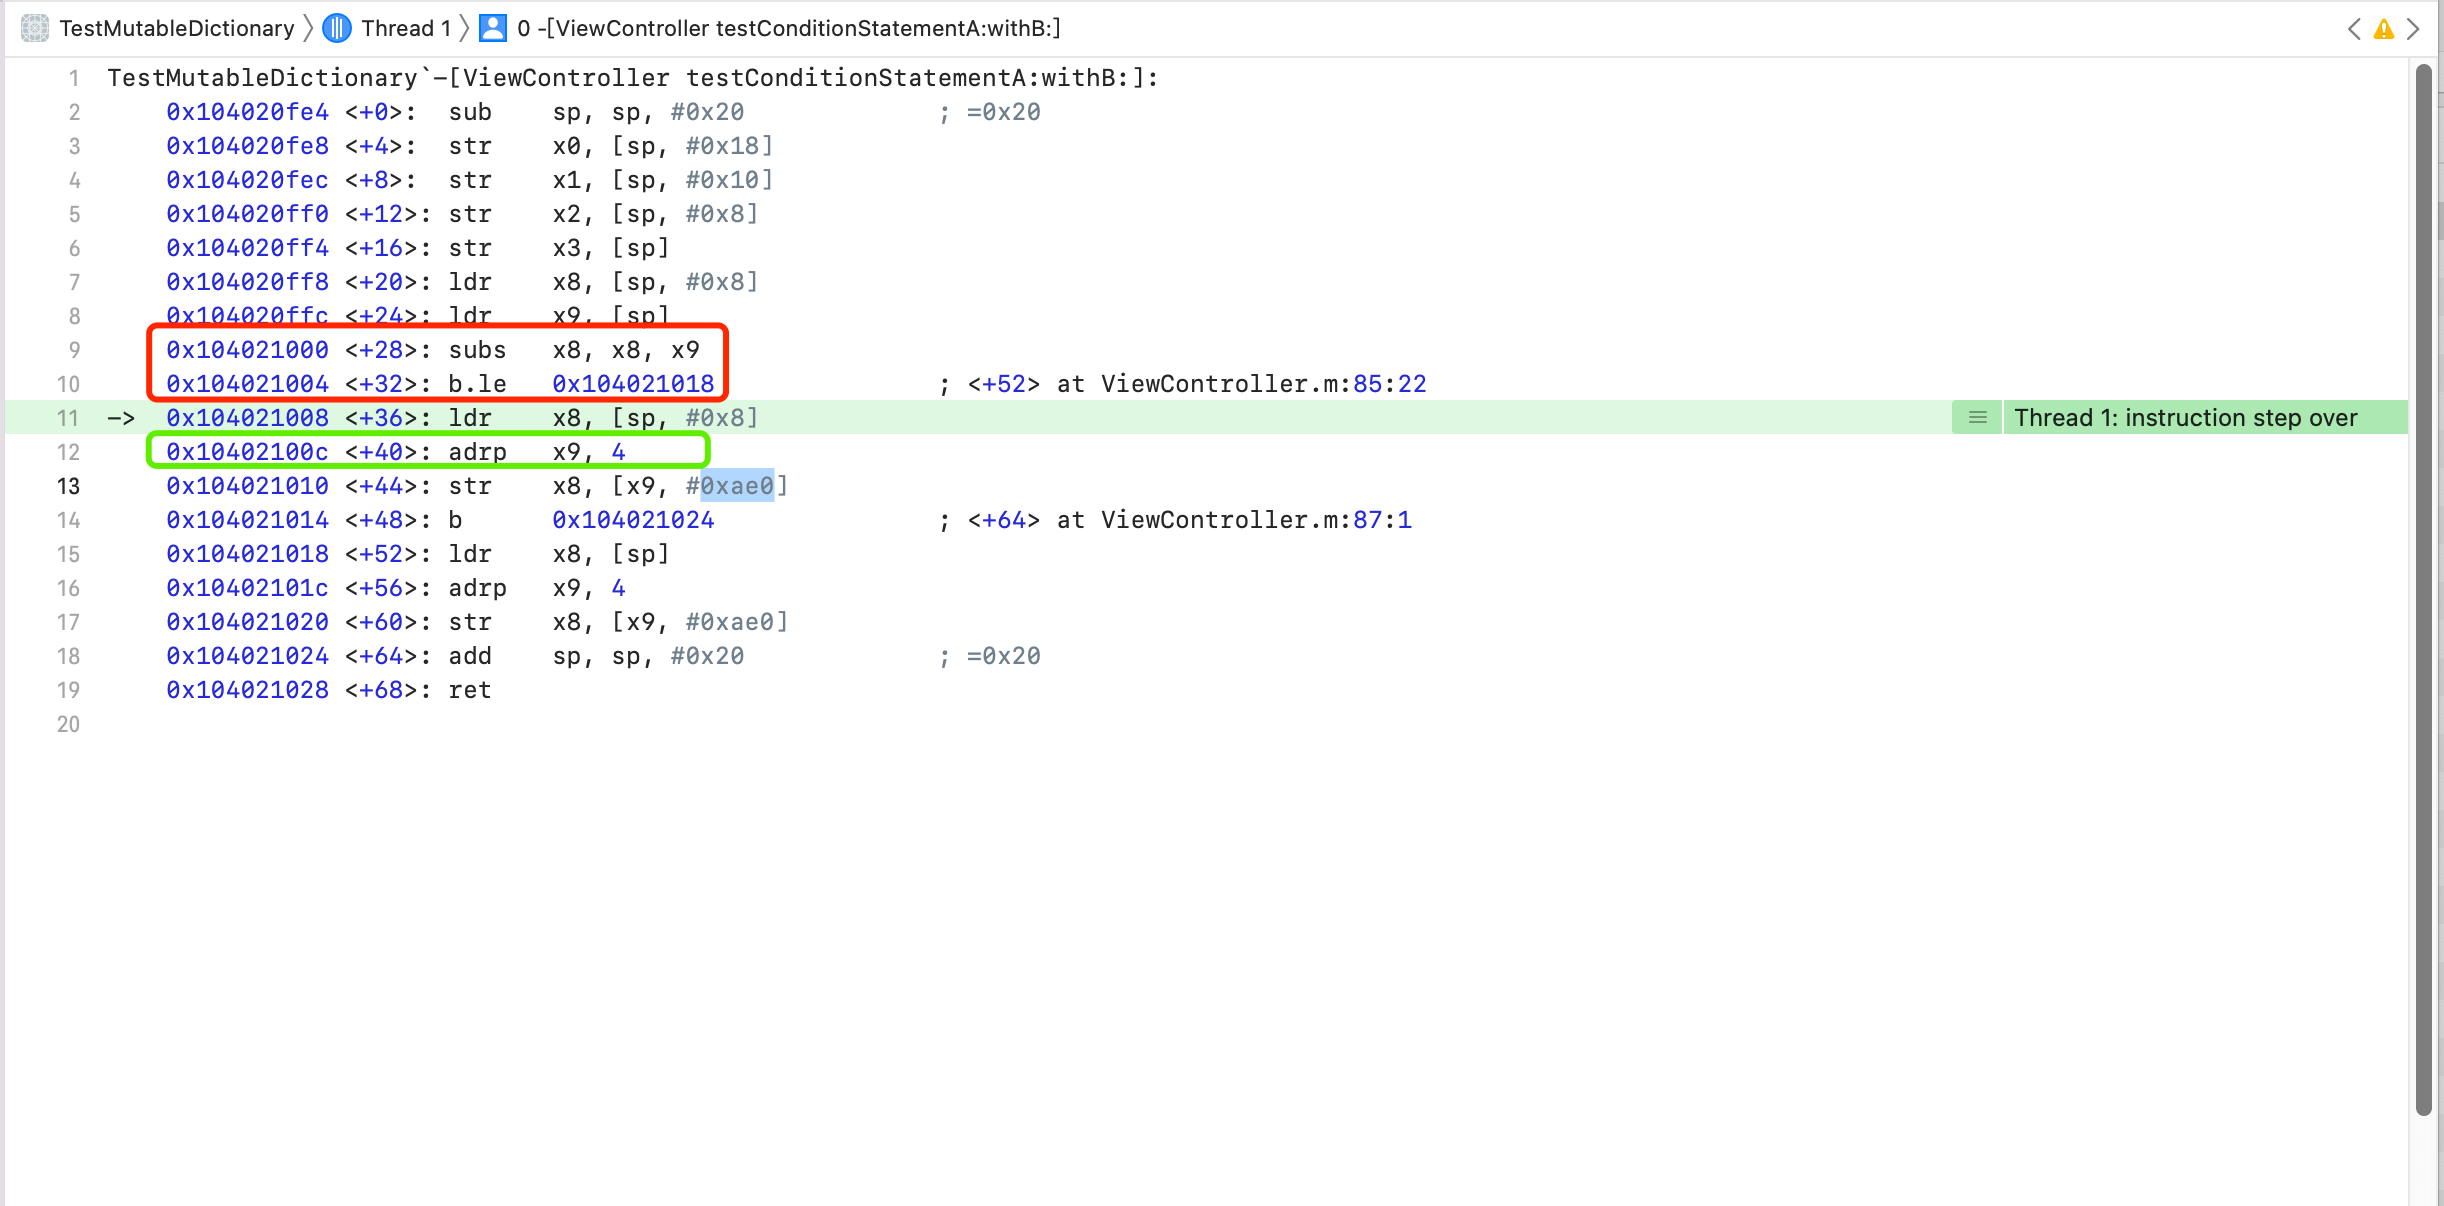 TestMutableDictionary Thread 1 0 -[ViewController testConditionStatementA:withB:]
1 TestMutableDictionary`-[ViewController testConditionStatementA:withB:]:
2 0x104020fe4 <+0>: sub sp, sp, #0x20 ; =0x20
3 0x104020fe8 <+4>: str x0, [sp, #0x18]
4 0x104020fec <+8>: str x1, [sp, #0x10]
5 0x104020ff0 <+12>: str x2, [sp, #0x8]
6 0x104020ff4 <+16>: str x3, [sp]
7 0x104020ff8 <+20>: ldr x8, [sp, #0x8]
8 0x104020ffc <+24>: ldr x9, [sp]
9 0x104021000 <+28>: subs x8, x8, x9
10 0x104021004 <+32>: b.le 0x104021018 ; <+52> at ViewController.m:85:22
11 -> 0x104021008 <+36>: ldr x8, [sp, #0x8] Thread 1: instruction step over
12 0x10402100c <+40>: adrp x9, 4
13 0x104021010 <+44>: str x8, [x9, #0xae0]
14 0x104021014 <+48>: b 0x104021024 ; <+64> at ViewController.m:87:1
15 0x104021018 <+52>: ldr x8, [sp]
16 0x10402101c <+56>: adrp x9, 4
17 0x104021020 <+60>: str x8, [x9, #0xae0]
18 0x104021024 <+64>: add sp, sp, #0x20 ; =0x20
19 0x104021028 <+68>: ret
20